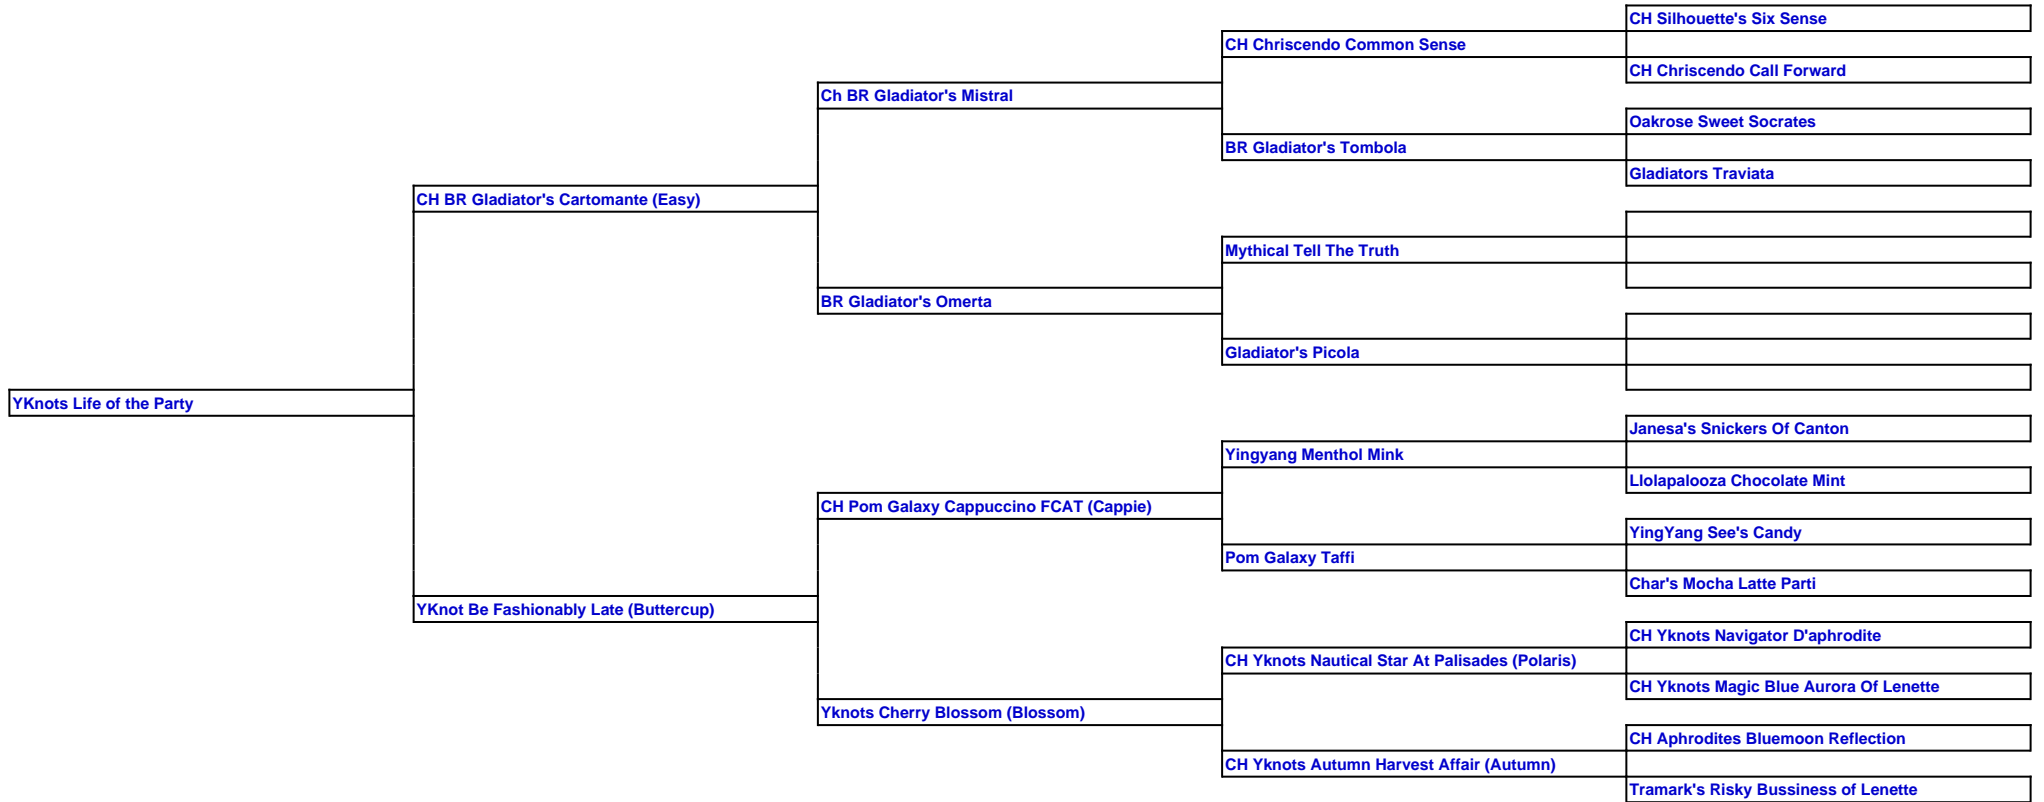 CH Silhouette's Six Sense
CH Chriscendo Common Sense
CH Chriscendo Call Forward
Ch BR Gladiator's Mistral
Oakrose Sweet Socrates
BR Gladiator's Tombola
Gladiators Traviata
CH BR Gladiator's Cartomante (Easy)
Mythical Tell The Truth
BR Gladiator's Omerta
Gladiator's Picola
YKnots Life of the Party
Janesa's Snickers Of Canton
Yingyang Menthol Mink
Llolapalooza Chocolate Mint
CH Pom Galaxy Cappuccino FCAT (Cappie)
YingYang See's Candy
Pom Galaxy Taffi
Char's Mocha Latte Parti
YKnot Be Fashionably Late (Buttercup)
CH Yknots Navigator D'aphrodite
CH Yknots Nautical Star At Palisades (Polaris)
CH Yknots Magic Blue Aurora Of Lenette
Yknots Cherry Blossom (Blossom)
CH Aphrodites Bluemoon Reflection
CH Yknots Autumn Harvest Affair (Autumn)
Tramark's Risky Bussiness of Lenette